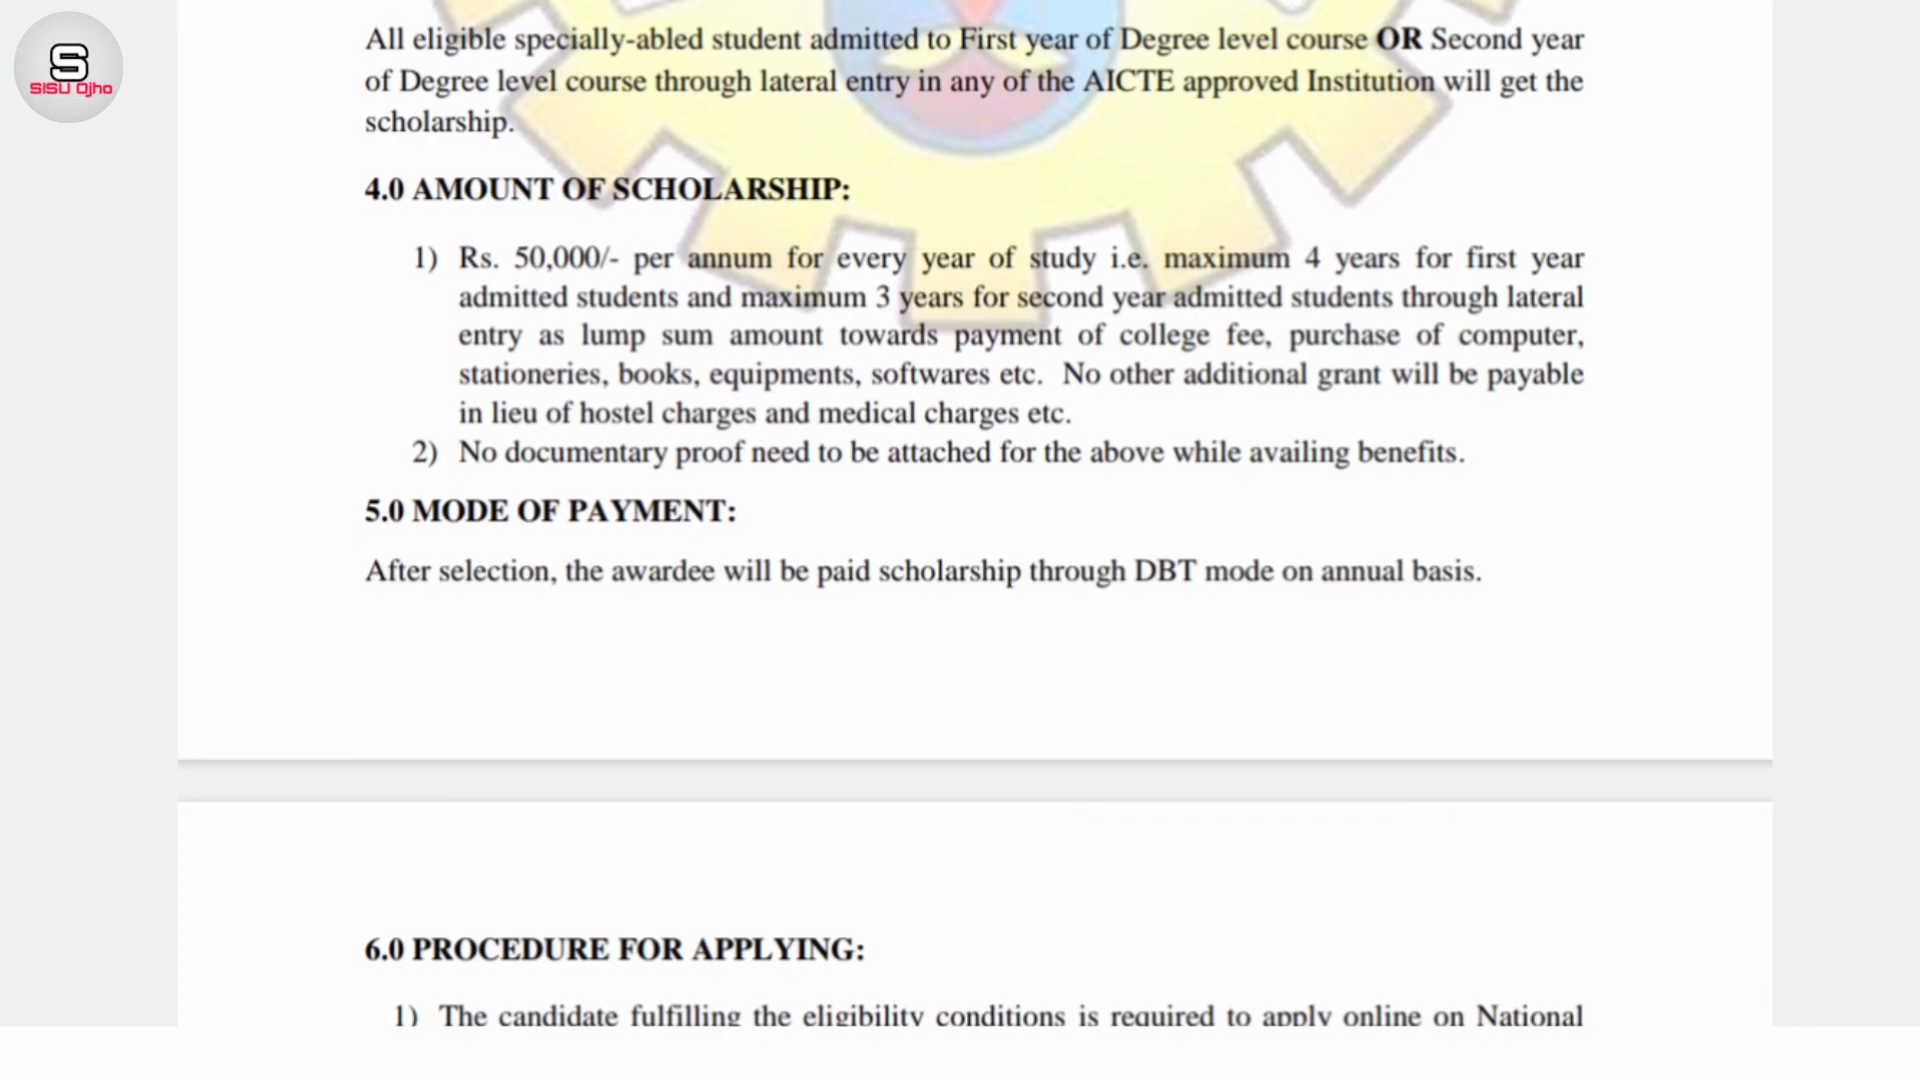 S
SISU Ojho
All eligible specially-abled student admitted to First year of Degree level course OR Second year
of Degree level course through lateral entry in any of the AICTE approved Institution will get the
scholarship.
4.0 AMOUNT OF SCHOLARSHIP:
1) Rs. 50,000/- per annum for every year of study i.e. maximum 4 years for first year
admitted students and maximum 3 years for second year admitted students through lateral
entry as lump sum amount towards payment of college fee, purchase of computer,
stationeries, books, equipments, softwares etc. No other additional grant will be payable
in lieu of hostel charges and medical charges etc.
2) No documentary proof need to be attached for the above while availing benefits.
5.0 MODE OF PAYMENT:
After selection, the awardee will be paid scholarship through DBT mode on annual basis.
6.0 PROCEDURE FOR APPLYING:
1) The candidate fulfilling the eligibility conditions is required to apply online on National